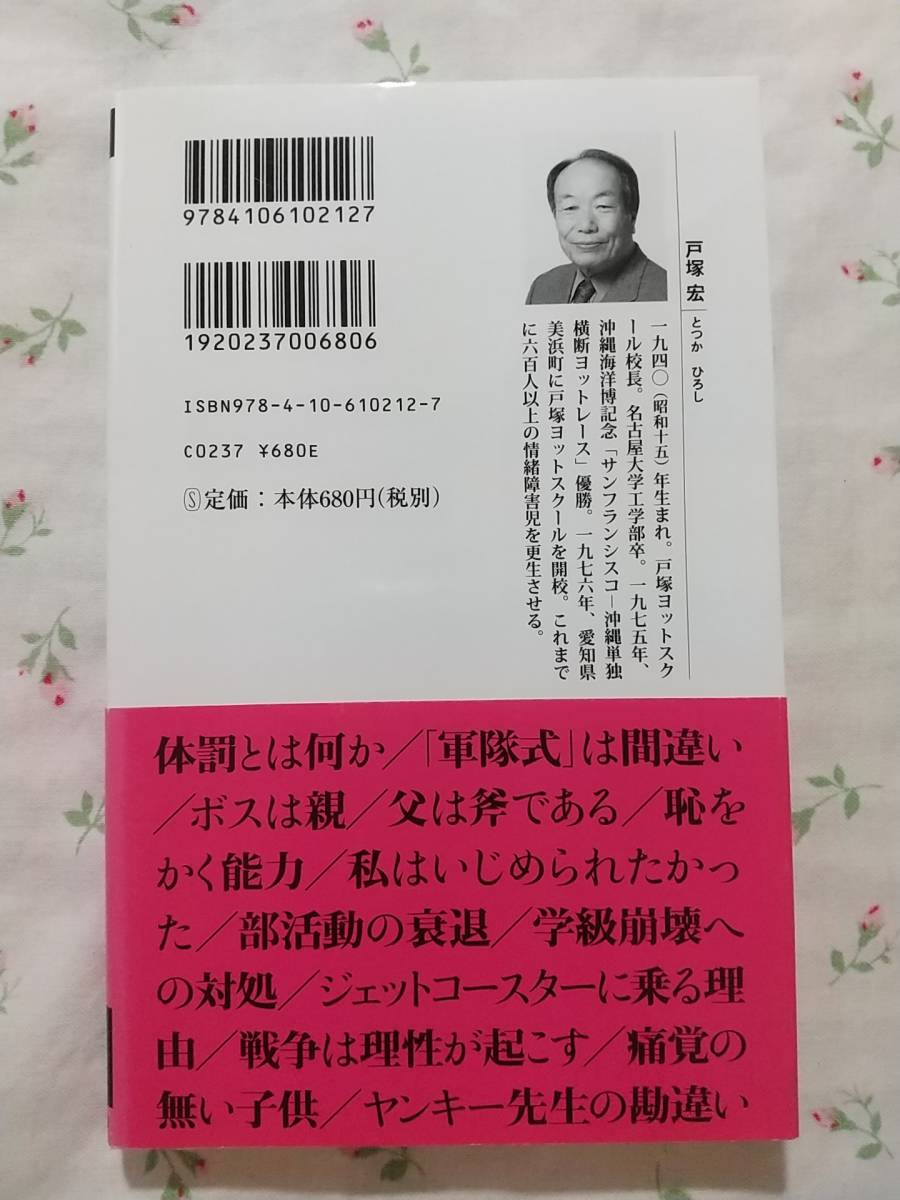 9784106102127
1920237006806
ISBN978-4-10-610212-7
C0237 ¥680E
Ⓢ定価：本体680円(税別)
戸塚 宏 とつか ひろし
一九四〇（昭和十五）年生まれ。戸塚ヨットスク
ール校長。名古屋大学工学部卒。一九七五年、
沖縄海洋博記念「サンフランシスコ―沖縄単独
横断ヨットレース」優勝。一九七六年、愛知県
美浜町に戸塚ヨットスクールを開校。これまで
に六百人以上の情緒障害児を更生させる。
体罰とは何か／「軍隊式」は間違い
／ボスは親／父は斧である／恥を
かく能力／私はいじめられたかっ
た／部活動の衰退／学級崩壊へ
の対処／ジェットコースターに乗る理
由／戦争は理性が起こす／痛覚の
無い子供／ヤンキー先生の勘違い